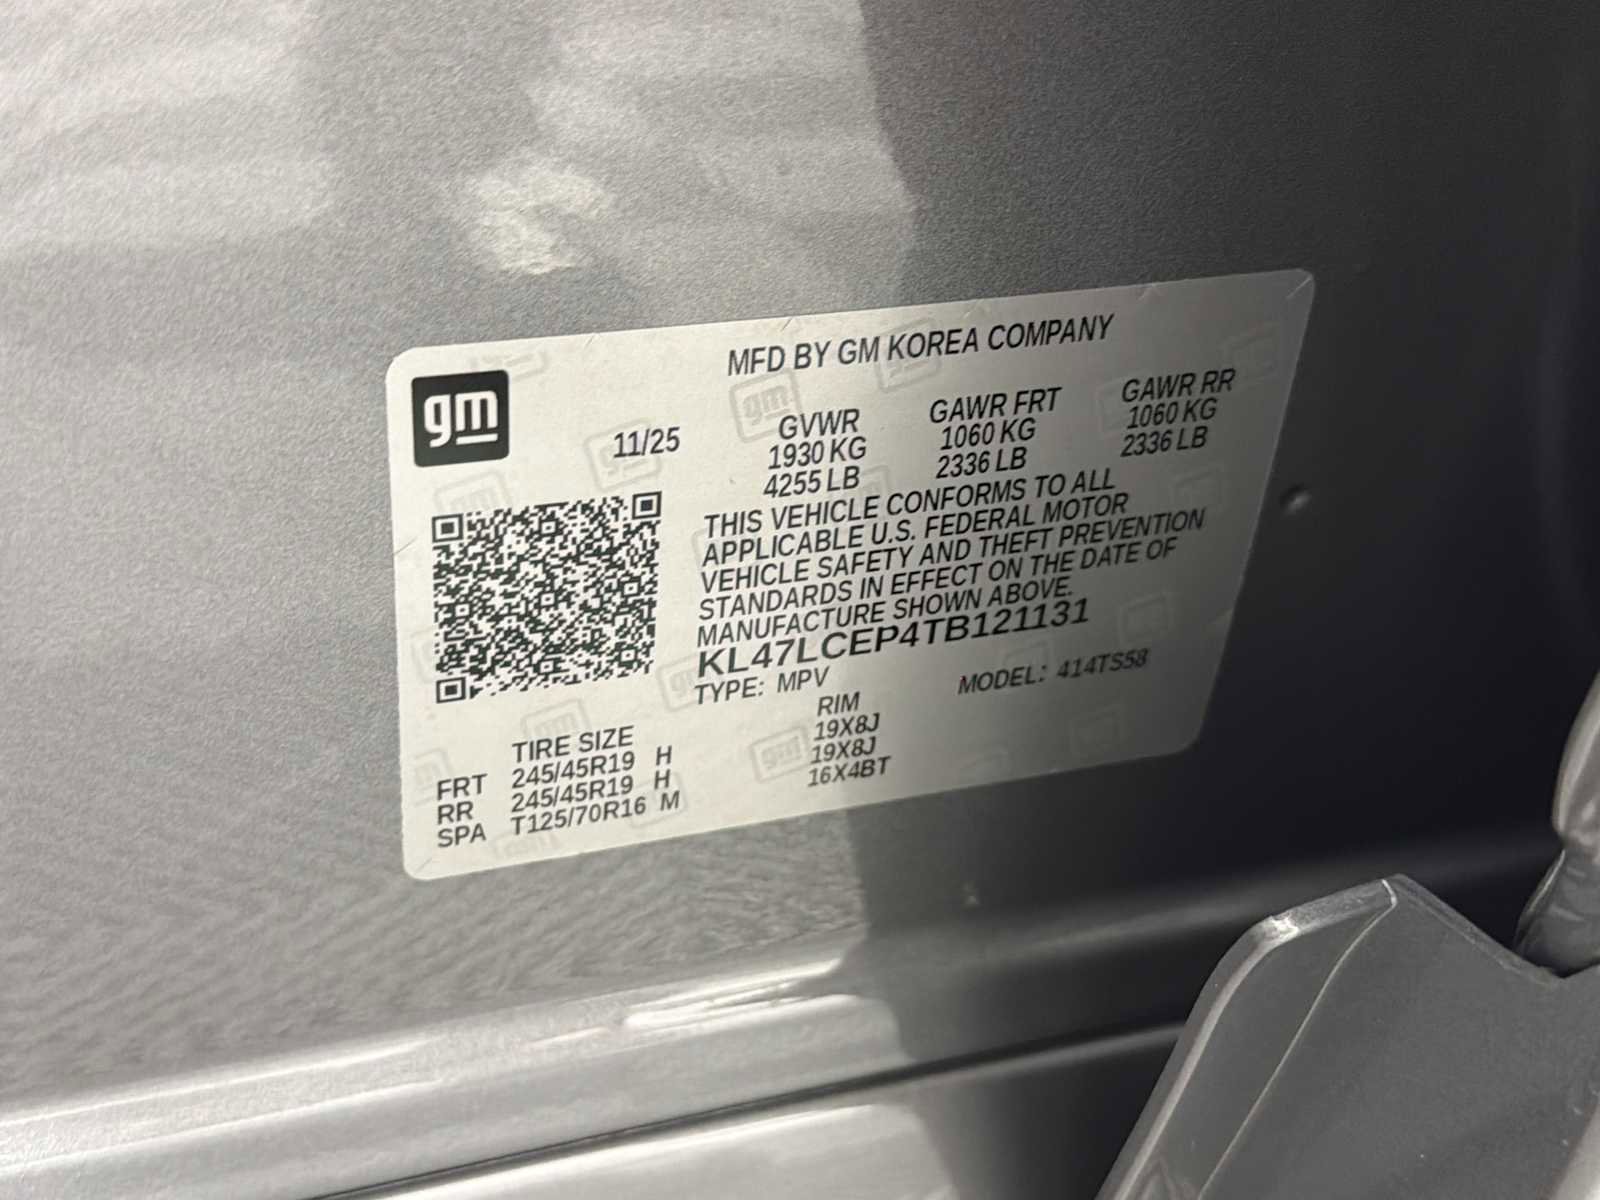 MFD BY GM KOREA COMPANY
gm
11/25
GVWR GAWR FRT GAWR RR
1930 KG 1060 KG 1060 KG
4255 LB 2336 LB 2336 LB
THIS VEHICLE CONFORMS TO ALL
APPLICABLE U.S. FEDERAL MOTOR
VEHICLE SAFETY AND THEFT PREVENTION
STANDARDS IN EFFECT ON THE DATE OF
MANUFACTURE SHOWN ABOVE.
KL47LCEP4TB121131
TYPE: MPV MODEL: 414TS58
TIRE SIZE RIM
FRT 245/45R19 H 19X8J
RR 245/45R19 H 19X8J
SPA T125/70R16 M 16X4BT